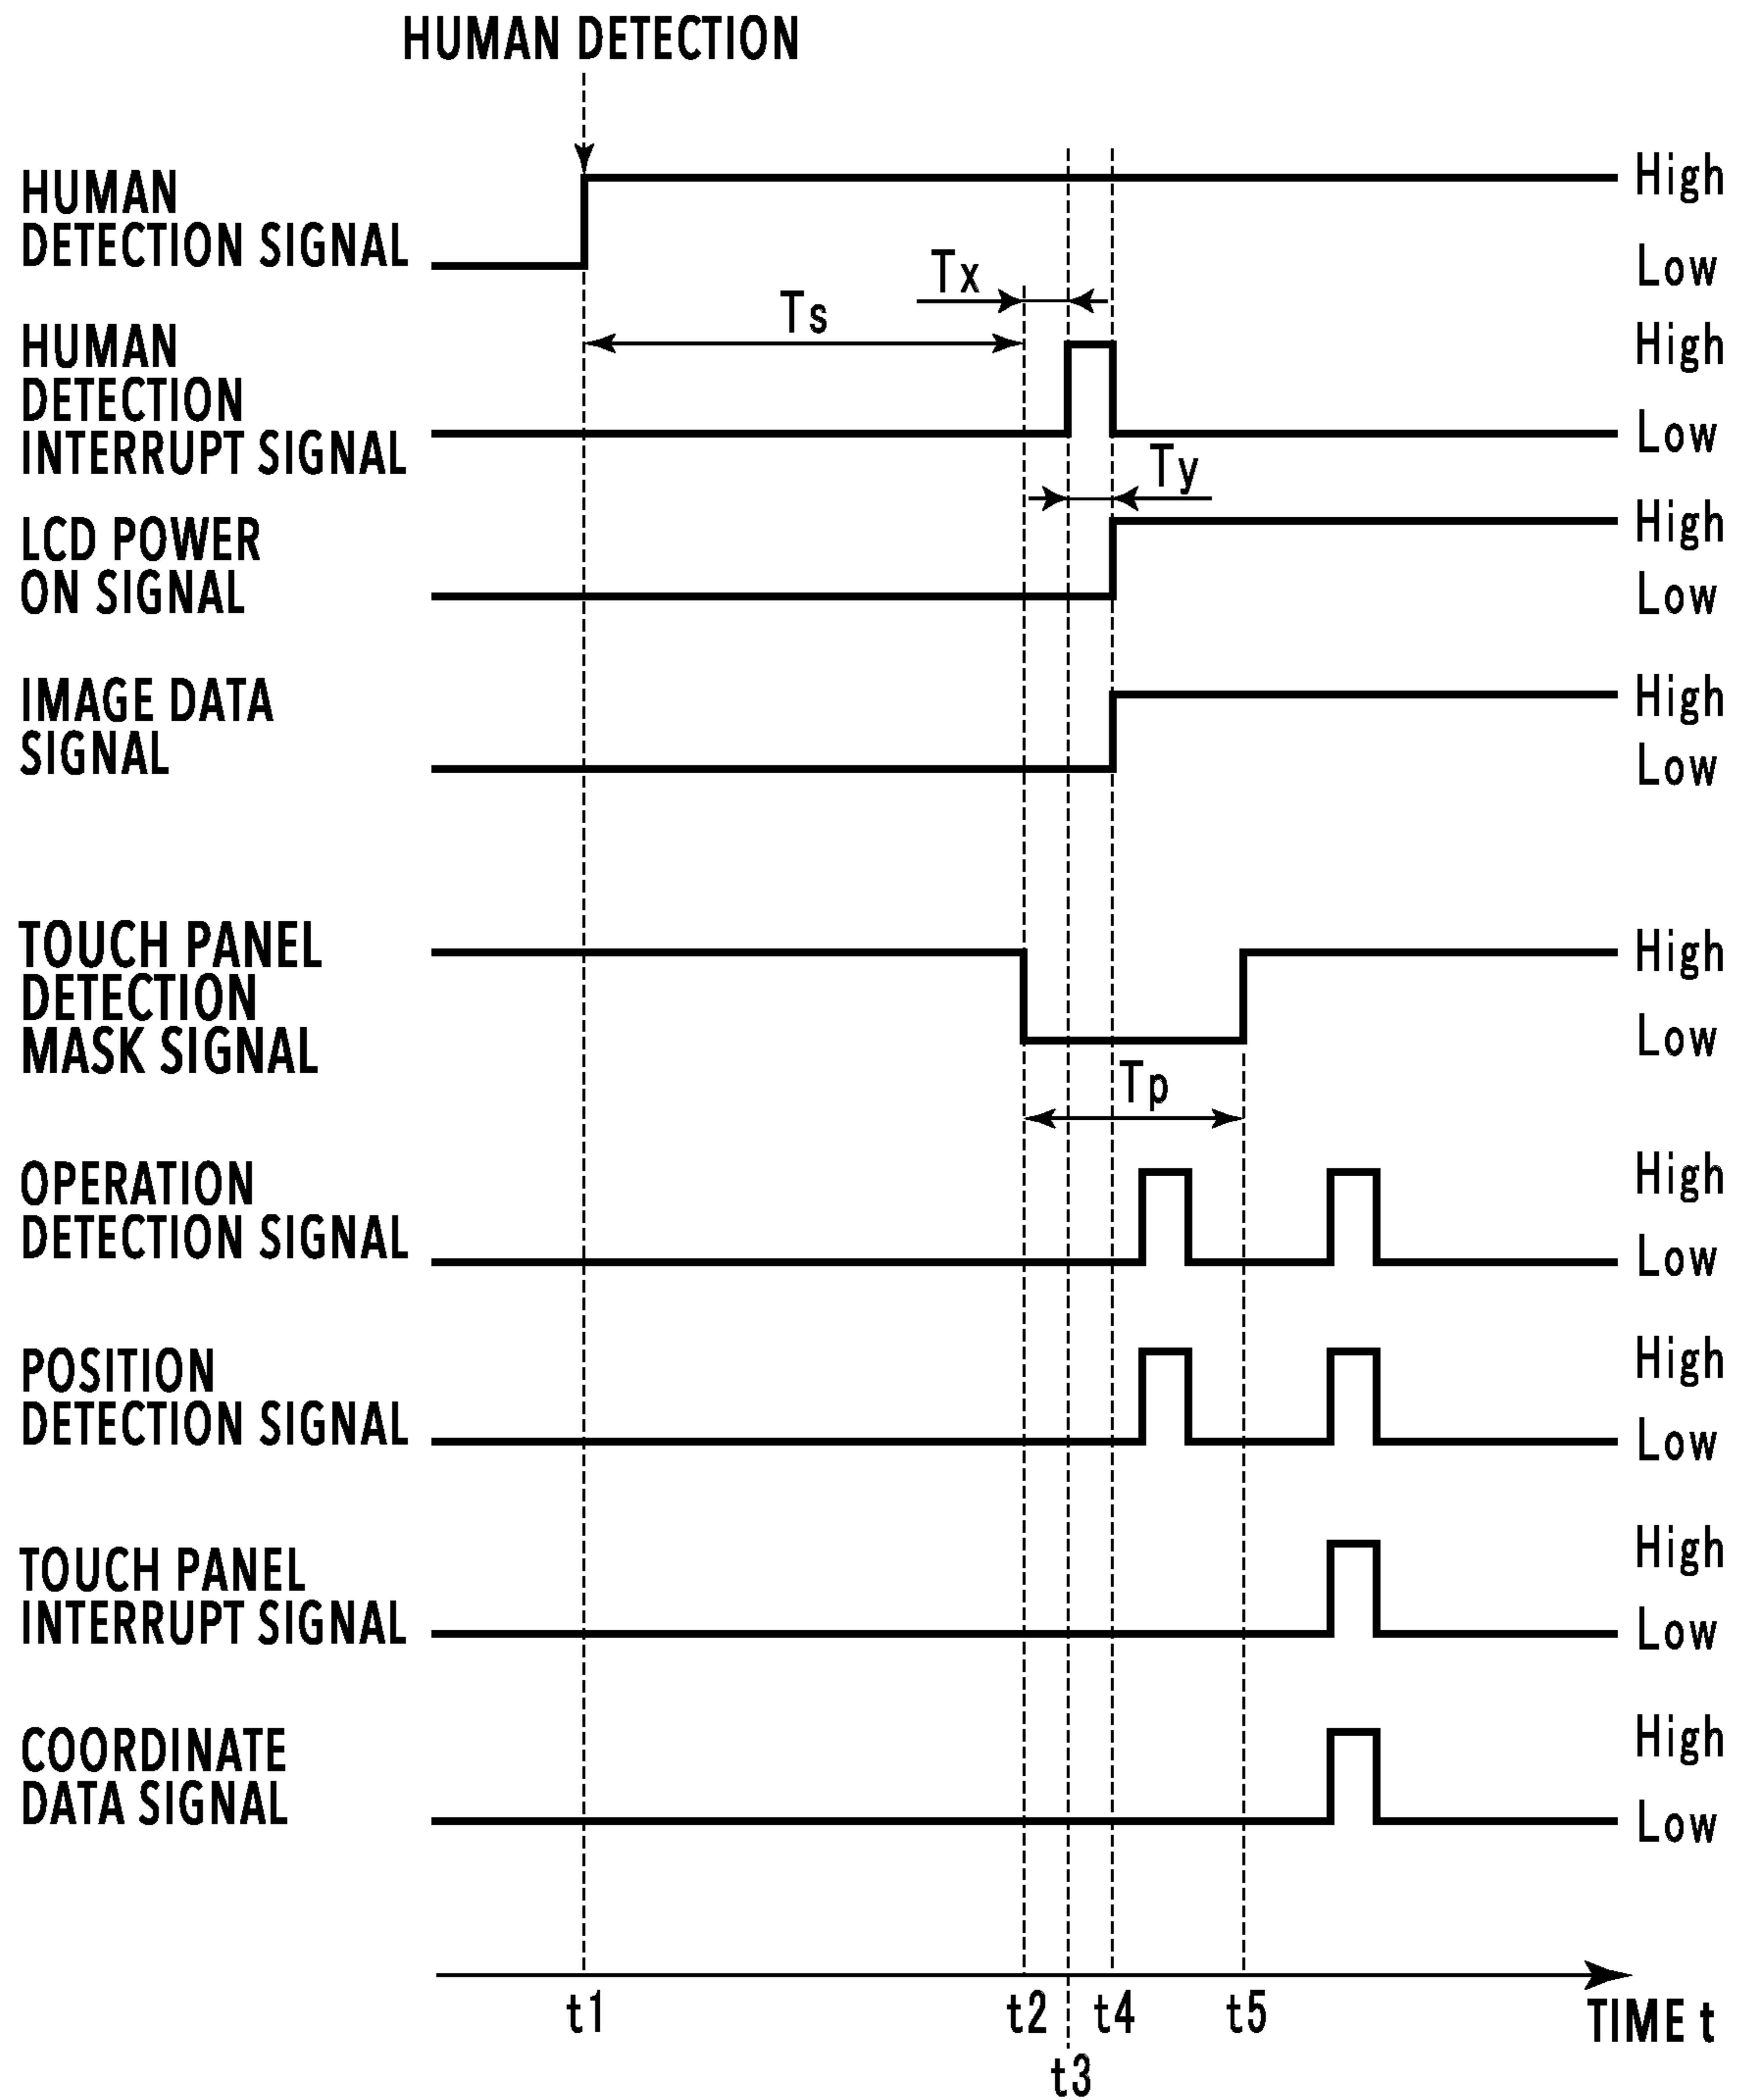 HUMAN DETECTION
HUMAN
DETECTION SIGNAL
High
Low
Tx
Ts
HUMAN
DETECTION
INTERRUPT SIGNAL
High
Low
Ty
LCD POWER
ON SIGNAL
High
Low
IMAGE DATA
SIGNAL
High
Low
TOUCH PANEL
DETECTION
MASK SIGNAL
High
Low
Tp
OPERATION
DETECTION SIGNAL
High
Low
POSITION
DETECTION SIGNAL
High
Low
TOUCH PANEL
INTERRUPT SIGNAL
High
Low
COORDINATE
DATA SIGNAL
High
Low
t1 t2 t4 t5 TIME t
t3